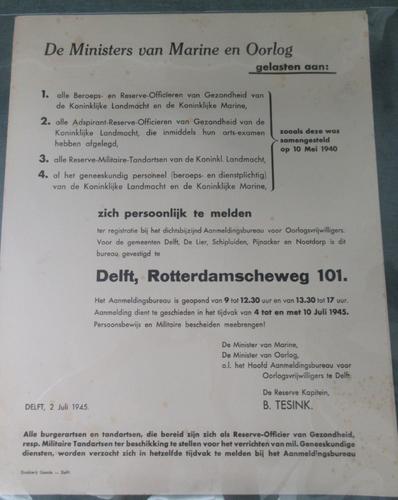 De Ministers van Marine en Oorlog
gelasten aan:
1. alle Beroeps- en Reserve-Officieren van Gezondheid van
de Koninklijke Landmacht en de Koninklijke Marine,
2. alle Adspirant-Reserve-Officieren van Gezondheid van de
Koninklijke Landmacht, die inmiddels hun arts-examen
hebben afgelegd,
3. alle Reserve-Militaire-Tandartsen van de Koninkl. Landmacht,
4. al het geneeskundig personeel (beroeps- en dienstplichtig)
van de Koninklijke Landmacht en de Koninklijke Marine,
zooals deze was
samengesteld
op 10 Mei 1940
zich persoonlijk te melden
ter registratie bij het dichtsbijzijnd Aanmeldingsbureau voor Oorlogsvrijwilligers.
Voor de gemeenten Delft, De Lier, Schipluiden, Pijnacker en Nootdorp is dit
bureau gevestigd te
Delft, Rotterdamscheweg 101.
Het Aanmeldingsbureau is geopend van 9 tot 12.30 uur en van 13.30 tot 17 uur.
Aanmelding dient te geschieden in het tijdvak van 4 tot en met 10 Juli 1945.
Persoonsbewijs en Militaire bescheiden meebrengen!
De Minister van Marine,
De Minister van Oorlog,
o.l. het Hoofd Aanmeldingsbureau voor
Oorlogsvrijwilligers te Delft
De Reserve Kapitein,
B. TESINK.
DELFT, 2 Juli 1945.
Alle burgerartsen en tandartsen, die bereid zijn zich als Reserve-Officier van Gezondheid,
resp. Militaire Tandartsen ter beschikking te stellen voor het verrichten van mil. Geneeskundige
diensten, worden verzocht zich in hetzelfde tijdvak te melden bij het Aanmeldingsbureau
Drukkerij Gaade — Delft